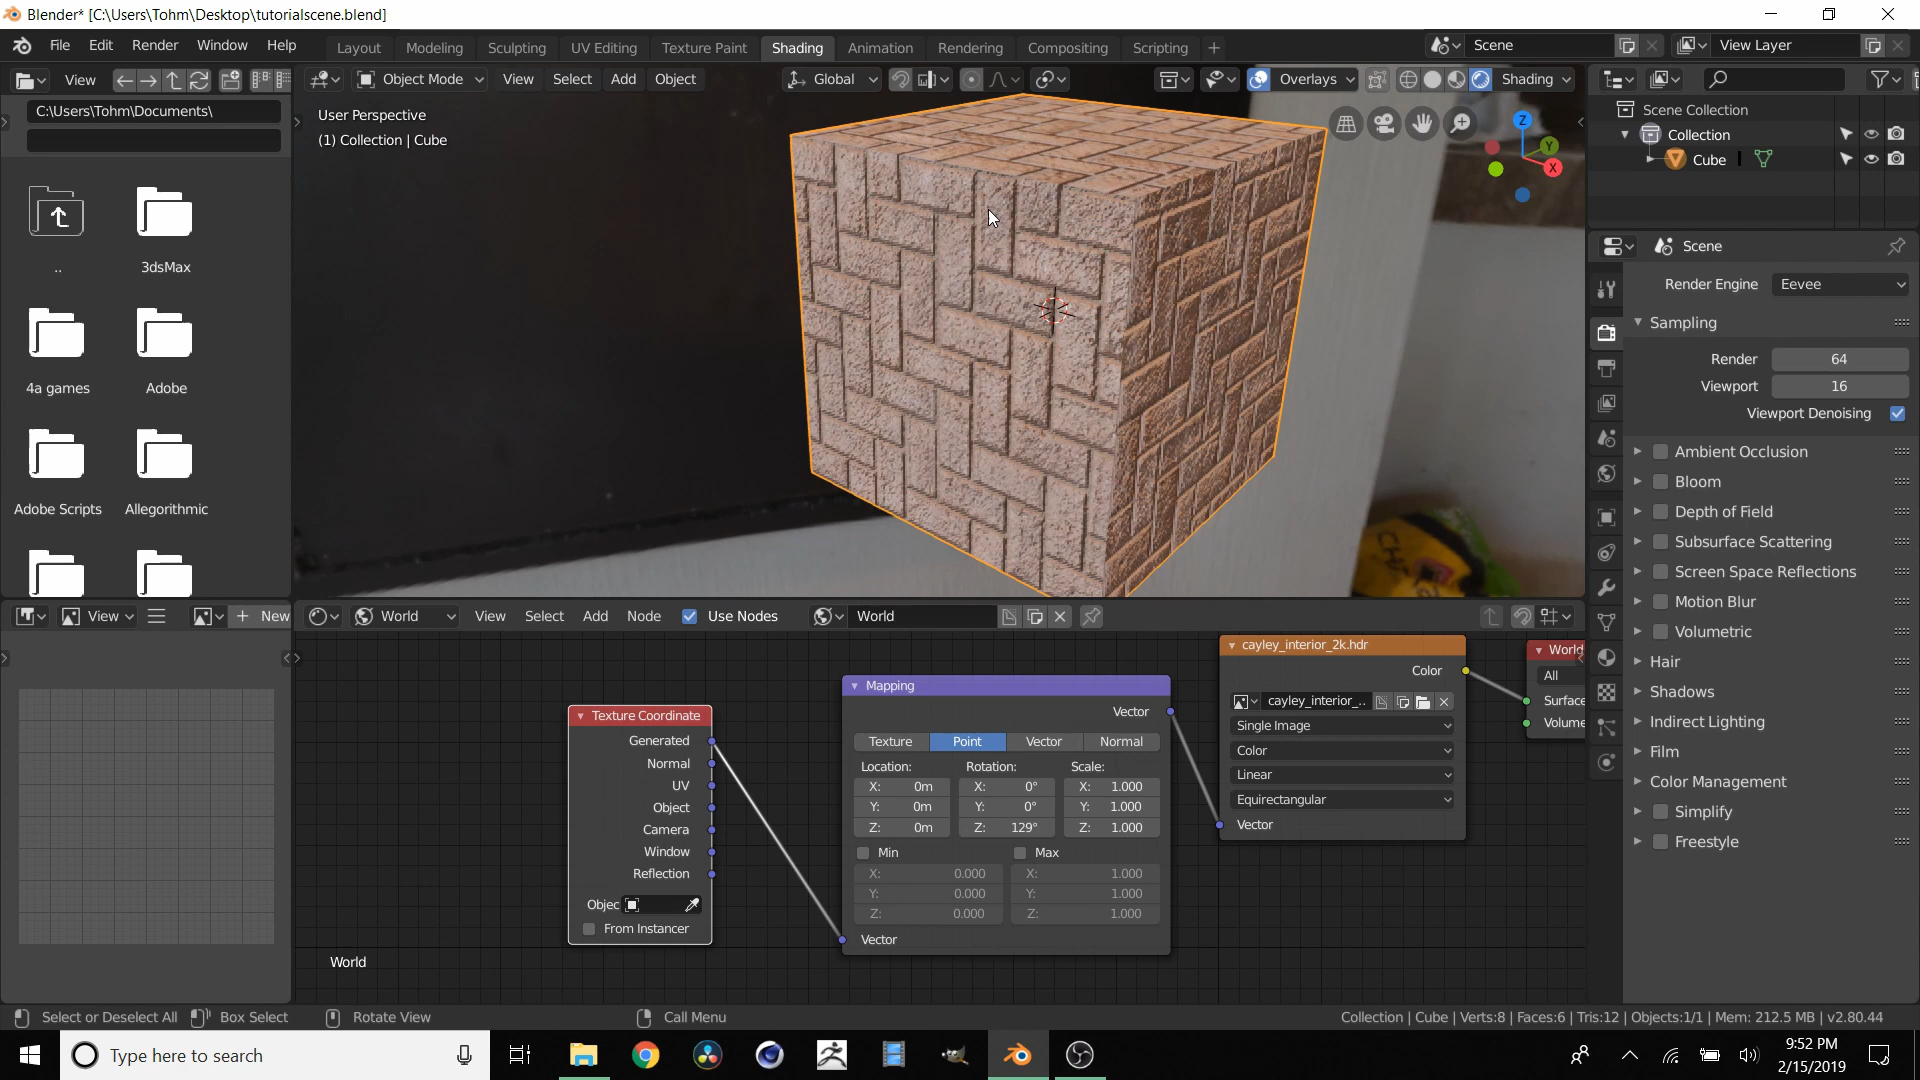 Blender* [C:\Users\Tohm\Desktop\tutorialscene.blend]
File Edit Render Window Help
Layout Modeling Sculpting UV Editing Texture Paint Shading Animation Rendering Compositing Scripting +
Scene
View Layer
View
Object Mode View Select Add Object Global Overlays Shading
C:\Users\Tohm\Documents\
..
3dsMax
4a games
Adobe
Adobe Scripts
Allegorithmic
User Perspective
(1) Collection | Cube
Z
Y
X
Scene Collection
Collection
Cube
Scene
Render Engine Eevee
Sampling
Render 64
Viewport 16
Viewport Denoising
Ambient Occlusion
Bloom
Depth of Field
Subsurface Scattering
Screen Space Reflections
Motion Blur
Volumetric
Hair
Shadows
Indirect Lighting
Film
Color Management
Simplify
Freestyle
View + New
World View Select Add Node Use Nodes World
Texture Coordinate
Generated
Normal
UV
Object
Camera
Window
Reflection
Objec
From Instancer
Mapping
Vector
Texture Point Vector Normal
Location: Rotation: Scale:
X: 0m X: 0° X: 1.000
Y: 0m Y: 0° Y: 1.000
Z: 0m Z: 129° Z: 1.000
Min Max
X: 0.000 X: 1.000
Y: 0.000 Y: 1.000
Z: 0.000 Z: 1.000
Vector
cayley_interior_2k.hdr
Color
cayley_interior_..
Single Image
Color
Linear
Equirectangular
Vector
World
All
Surface
Volume
World
Select or Deselect All Box Select Rotate View Call Menu
Collection | Cube | Verts:8 | Faces:6 | Tris:12 | Objects:1/1 | Mem: 212.5 MB | v2.80.44
Type here to search
9:52 PM
2/15/2019